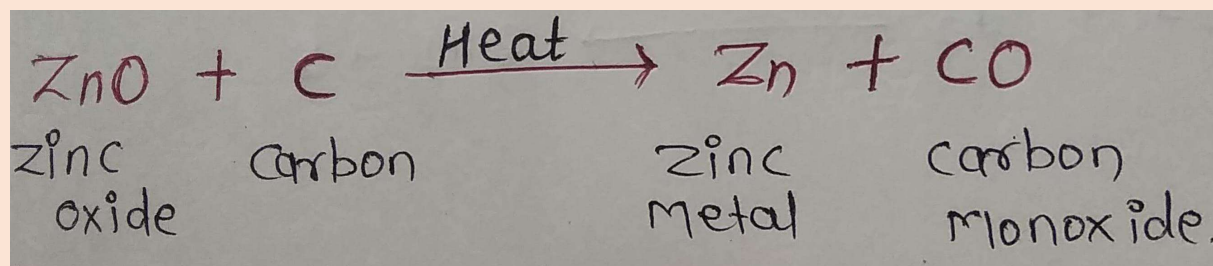 ZnO + C Heat → Zn + CO
zinc carbon zinc carbon
oxide Metal Monoxide.